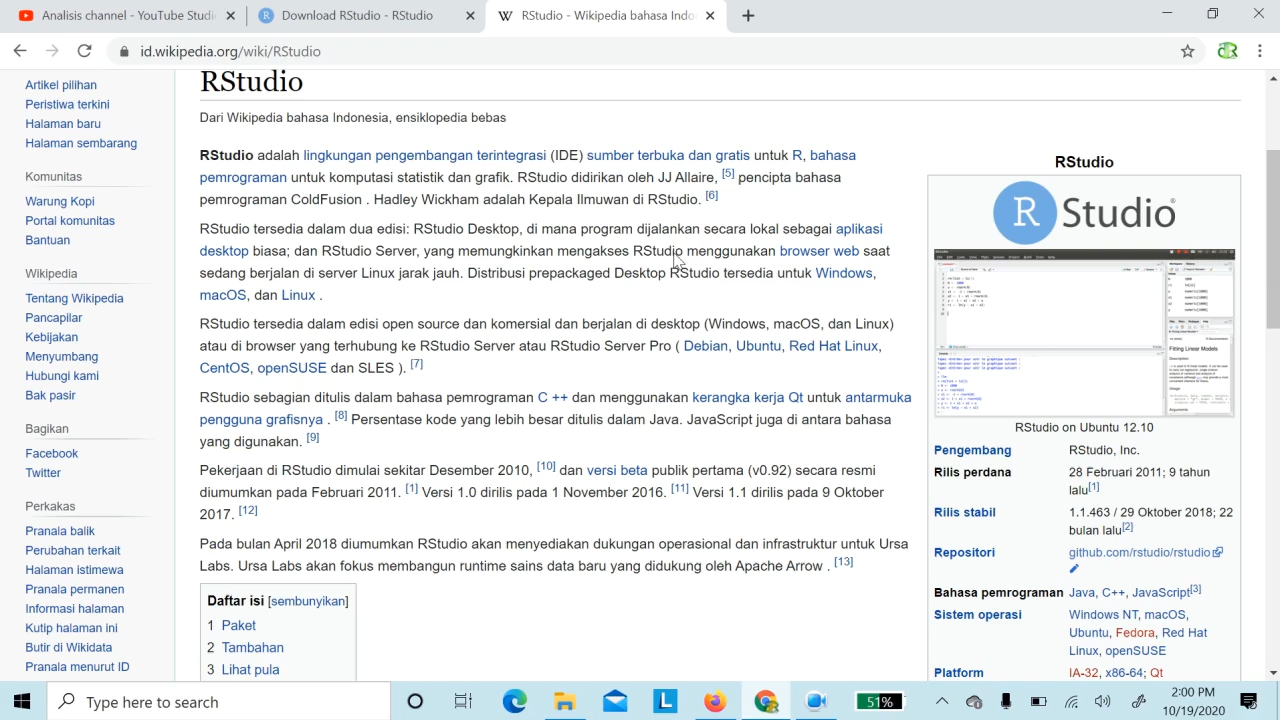 Channel analytics - YouTube Studi
Download RStudio - RStudio
RStudio - Wikipedia bahasa Indo
id.wikipedia.org/wiki/RStudio
Artikel pilihan
Peristiwa terkini
Halaman baru
Halaman sembarang
Komunitas
Warung Kopi
Portal komunitas
Bantuan
Wikipedia
Tentang Wikipedia
Pancapilar
Kebijakan
Menyumbang
Hubungi kami
Bak pasir
Bagikan
Facebook
Twitter
Perkakas
Pranala balik
Perubahan terkait
Halaman istimewa
Pranala permanen
Informasi halaman
Kutip halaman ini
Butir di Wikidata
Pranala menurut ID
RStudio
Dari Wikipedia bahasa Indonesia, ensiklopedia bebas
RStudio adalah lingkungan pengembangan terintegrasi (IDE) sumber terbuka dan gratis untuk R, bahasa
pemrograman untuk komputasi statistik dan grafik. RStudio didirikan oleh JJ Allaire, [5] pencipta bahasa
pemrograman ColdFusion . Hadley Wickham adalah Kepala Ilmuwan di RStudio. [6]
RStudio tersedia dalam dua edisi: RStudio Desktop, di mana program dijalankan secara lokal sebagai aplikasi
desktop biasa; dan RStudio Server, yang memungkinkan mengakses RStudio menggunakan browser web saat
sedang berjalan di server Linux jarak jauh. Distribusi prepackaged Desktop RStudio tersedia untuk Windows,
macOS, dan Linux .
RStudio tersedia dalam edisi open source dan komersial dan berjalan di desktop (Windows, macOS, dan Linux)
atau di browser yang terhubung ke RStudio Server atau RStudio Server Pro ( Debian, Ubuntu, Red Hat Linux,
CentOS, openSUSE dan SLES ). [7]
RStudio sebagian ditulis dalam bahasa pemrograman C ++ dan menggunakan kerangka kerja Qt untuk antarmuka
pengguna grafisnya . [8] Persentase kode yang lebih besar ditulis dalam Java. JavaScript juga di antara bahasa
yang digunakan. [9]
Pekerjaan di RStudio dimulai sekitar Desember 2010, [10] dan versi beta publik pertama (v0.92) secara resmi
diumumkan pada Februari 2011. [1] Versi 1.0 dirilis pada 1 November 2016. [11] Versi 1.1 dirilis pada 9 Oktober
2017. [12]
Pada bulan April 2018 diumumkan RStudio akan menyediakan dukungan operasional dan infrastruktur untuk Ursa
Labs. Ursa Labs akan fokus membangun runtime sains data baru yang didukung oleh Apache Arrow . [13]
Daftar isi [sembunyikan]
1 Paket
2 Tambahan
3 Lihat pula
RStudio
R Studio®
Fitting Linear Models
RStudio on Ubuntu 12.10
Pengembang RStudio, Inc.
Rilis perdana 28 Februari 2011; 9 tahun
lalu[1]
Rilis stabil 1.1.463 / 29 Oktober 2018; 22
bulan lalu[2]
Repositori github.com/rstudio/rstudio
Bahasa pemrograman Java, C++, JavaScript[3]
Sistem operasi Windows NT, macOS,
Ubuntu, Fedora, Red Hat
Linux, openSUSE
Platform IA-32, x86-64; Qt
Type here to search
51%
2:00 PM
10/19/2020